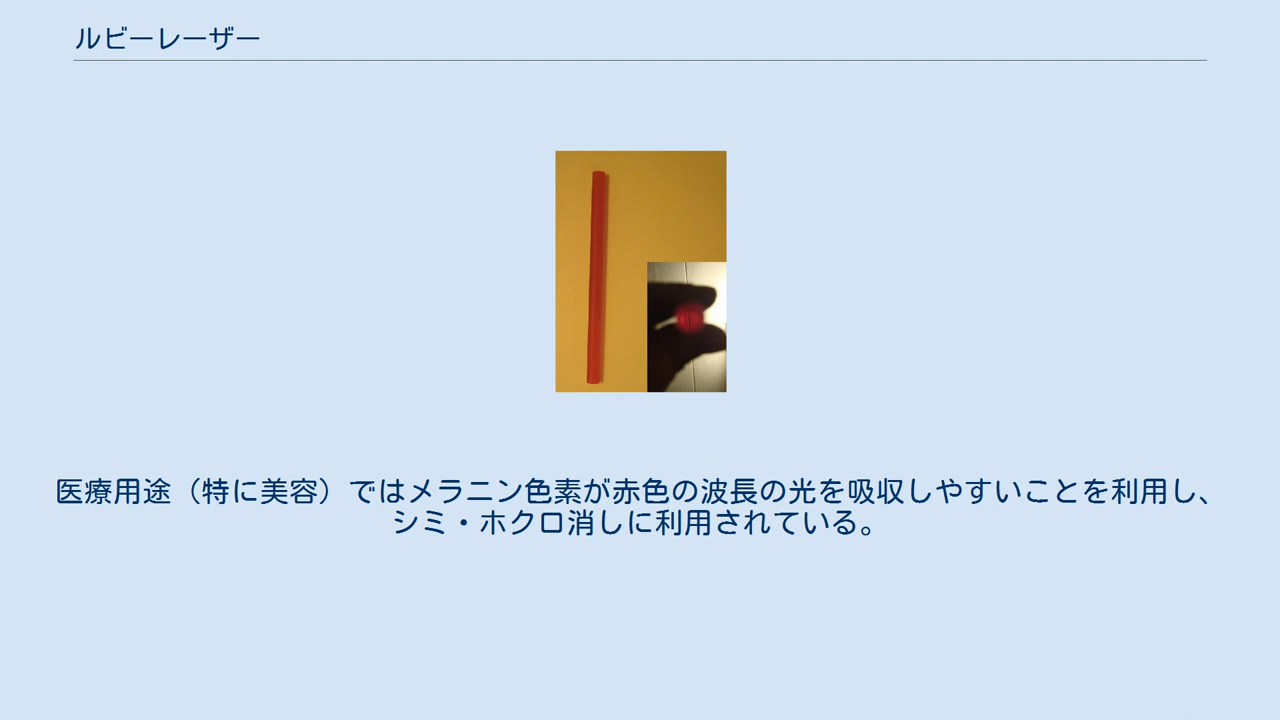 ルビーレーザー
医療用途（特に美容）ではメラニン色素が赤色の波長の光を吸収しやすいことを利用し、
シミ・ホクロ消しに利用されている。